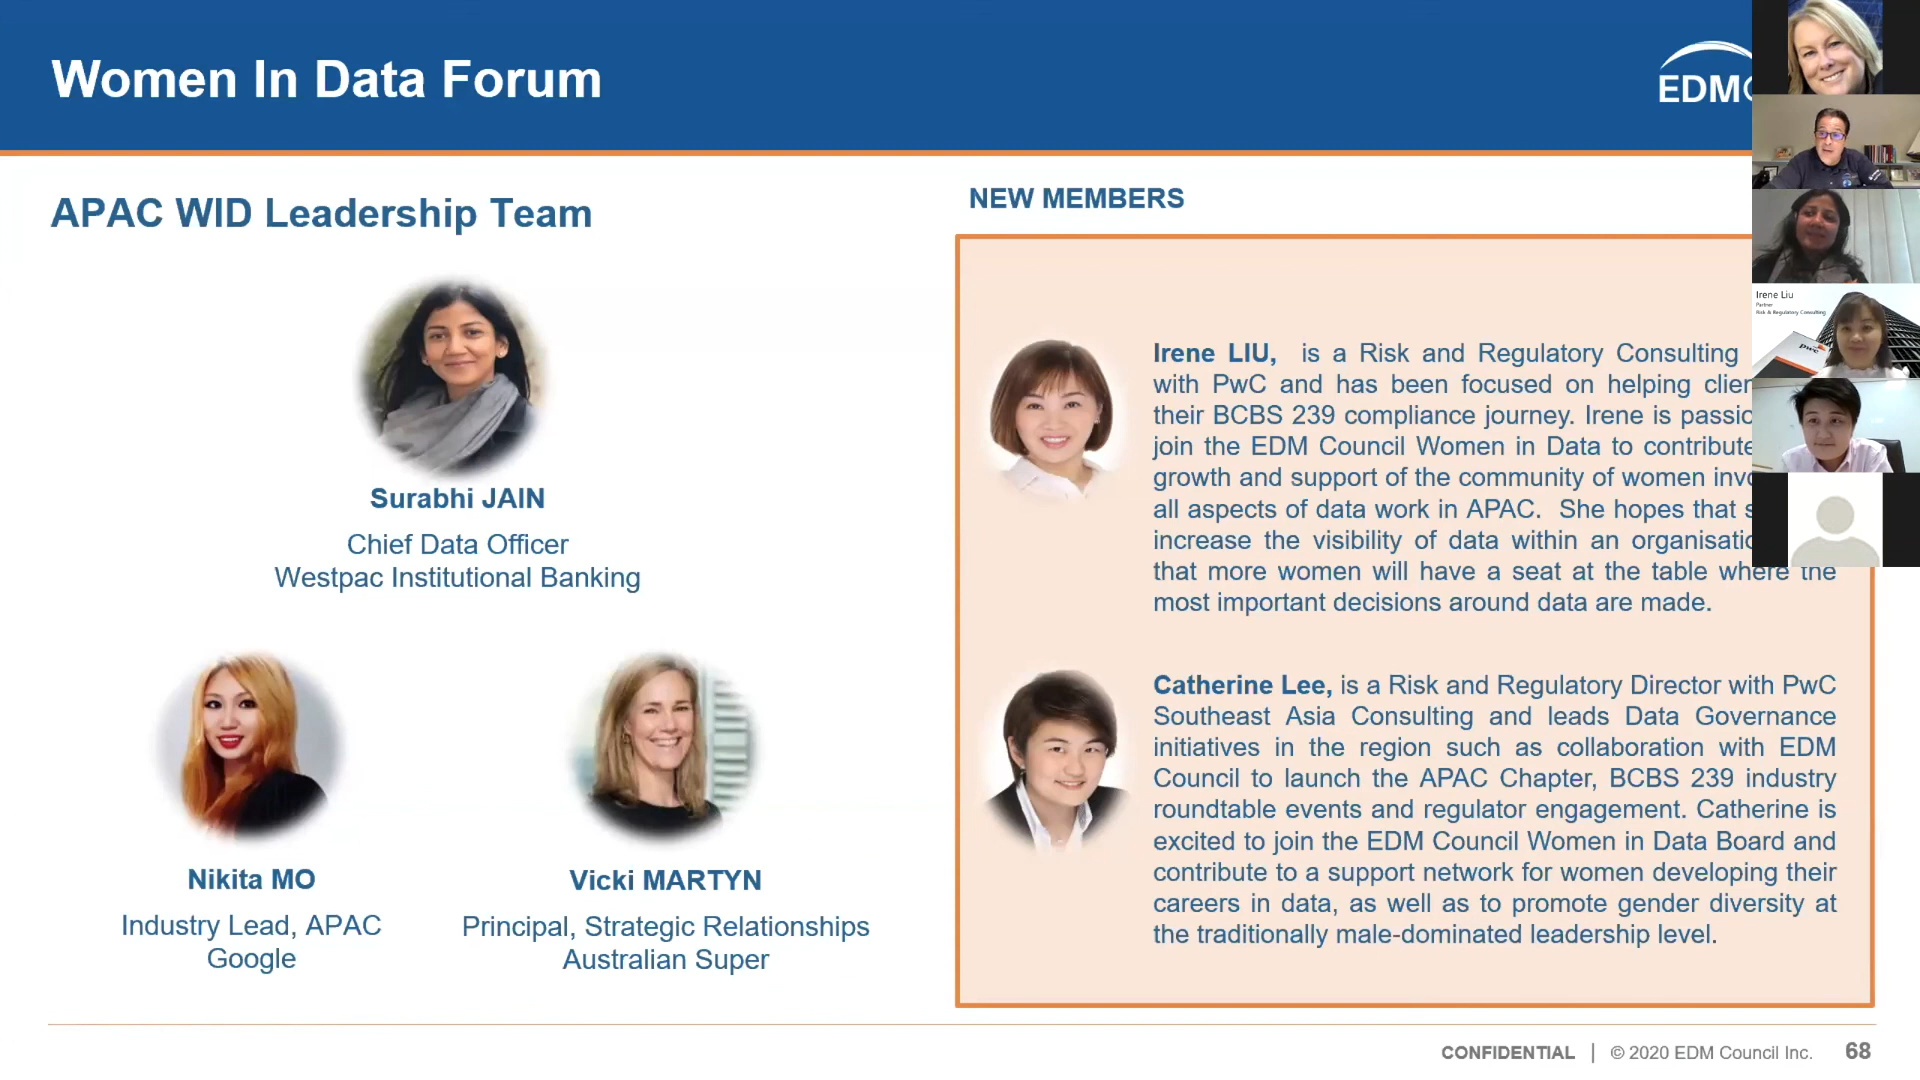 Women In Data Forum
EDM
APAC WID Leadership Team
Surabhi JAIN
Chief Data Officer
Westpac Institutional Banking
Nikita MO
Industry Lead, APAC
Google
Vicki MARTYN
Principal, Strategic Relationships
Australian Super
NEW MEMBERS
Irene LIU, is a Risk and Regulatory Consulting
with PwC and has been focused on helping clien
their BCBS 239 compliance journey. Irene is passio
join the EDM Council Women in Data to contribute
growth and support of the community of women invo
all aspects of data work in APAC. She hopes that s
increase the visibility of data within an organisatio
that more women will have a seat at the table where the
most important decisions around data are made.
Catherine Lee, is a Risk and Regulatory Director with PwC
Southeast Asia Consulting and leads Data Governance
initiatives in the region such as collaboration with EDM
Council to launch the APAC Chapter, BCBS 239 industry
roundtable events and regulator engagement. Catherine is
excited to join the EDM Council Women in Data Board and
contribute to a support network for women developing their
careers in data, as well as to promote gender diversity at
the traditionally male-dominated leadership level.
Irene Liu
Partner
Risk & Regulatory Consulting
pwc
CONFIDENTIAL | © 2020 EDM Council Inc. 68